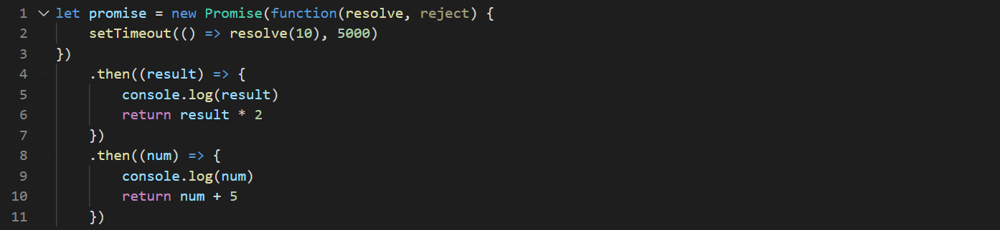 1 let promise = new Promise(function(resolve, reject) {
2     setTimeout(() => resolve(10), 5000)
3 })
4     .then((result) => {
5         console.log(result)
6         return result * 2
7     })
8     .then((num) => {
9         console.log(num)
10         return num + 5
11     })